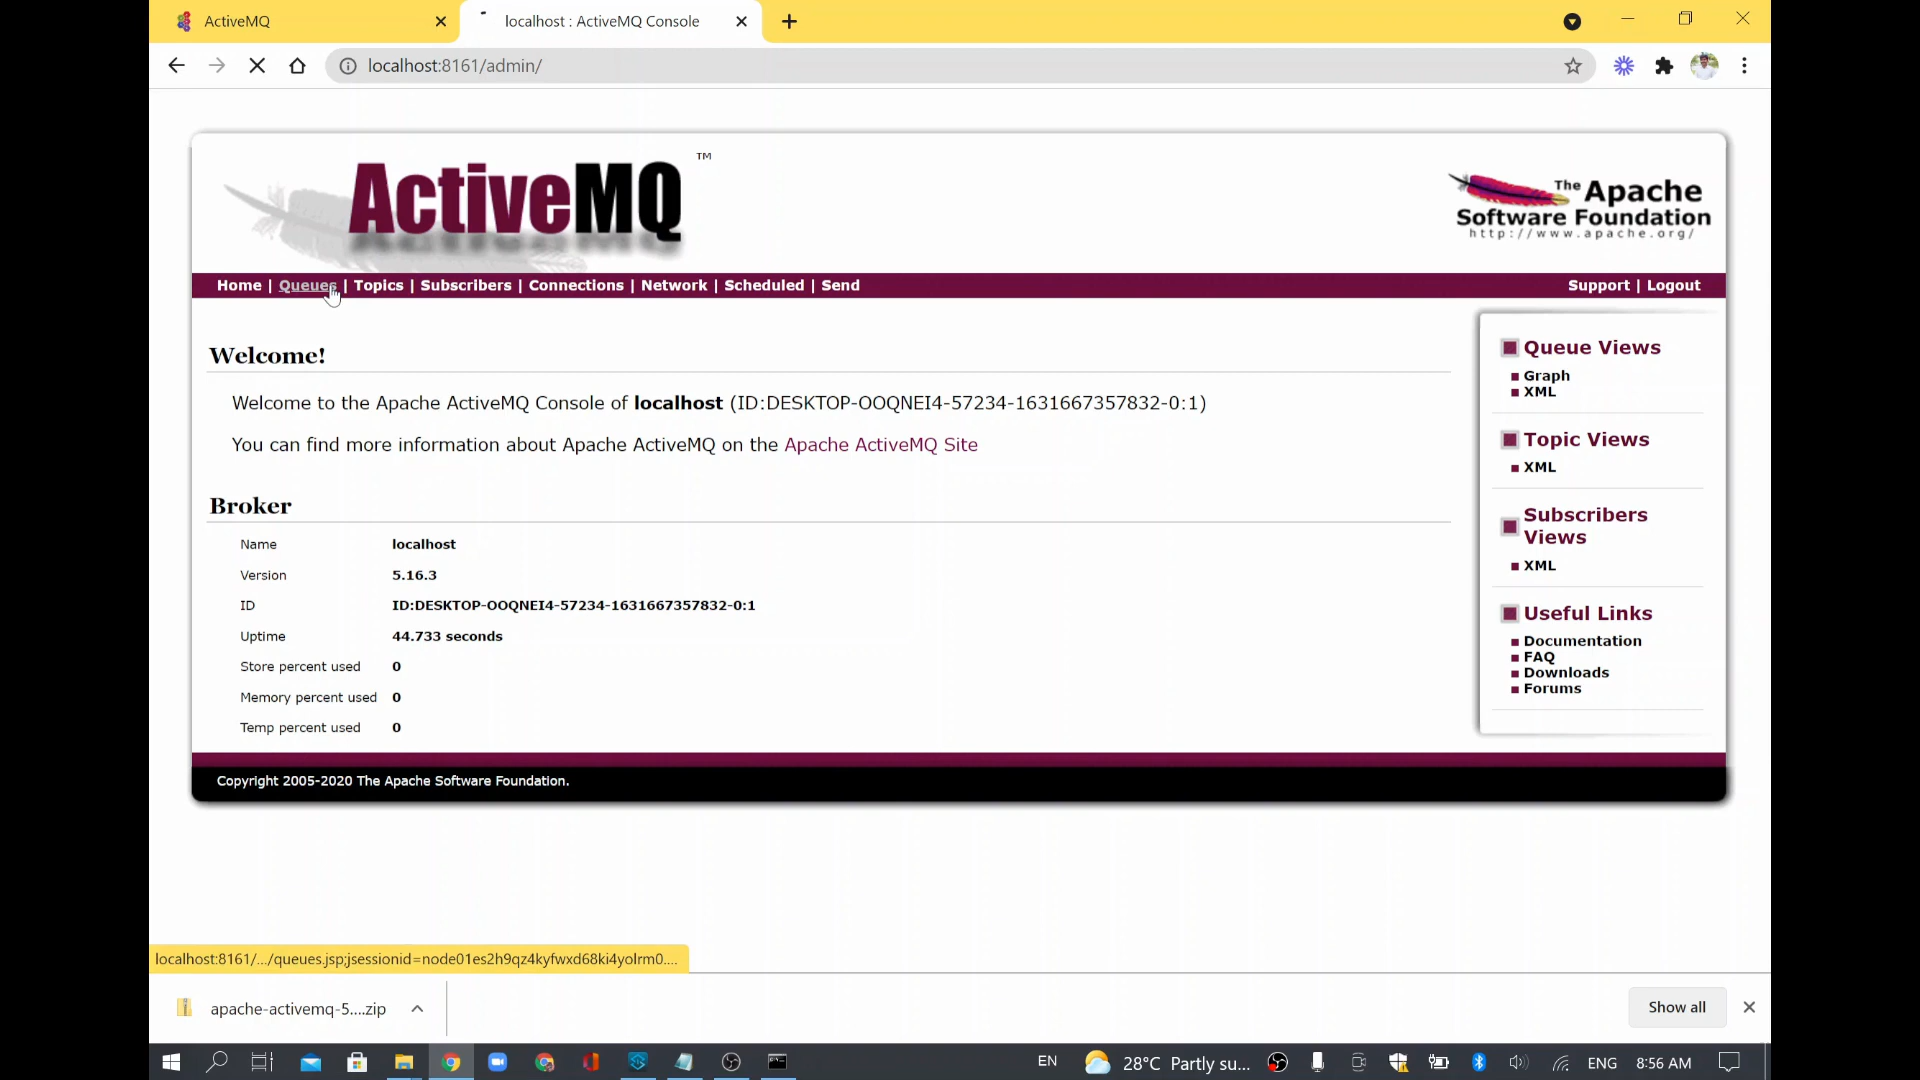 ActiveMQ
localhost : ActiveMQ Console
localhost:8161/admin/
ActiveMQ TM
The Apache
Software Foundation
http://www.apache.org/
Home | Queues | Topics | Subscribers | Connections | Network | Scheduled | Send
Support | Logout
Welcome!
Welcome to the Apache ActiveMQ Console of localhost (ID:DESKTOP-OOQNEI4-57234-1631667357832-0:1)
You can find more information about Apache ActiveMQ on the Apache ActiveMQ Site
Broker
Name localhost
Version 5.16.3
ID ID:DESKTOP-OOQNEI4-57234-1631667357832-0:1
Uptime 44.733 seconds
Store percent used 0
Memory percent used 0
Temp percent used 0
Queue Views
Graph
XML
Topic Views
XML
Subscribers
Views
XML
Useful Links
Documentation
FAQ
Downloads
Forums
Copyright 2005-2020 The Apache Software Foundation.
localhost:8161/.../queues.jsp;jsessionid=node01es2h9qz4kyfwxd68ki4yolrm0....
apache-activemq-5....zip
Show all
EN
28°C Partly su...
ENG
8:56 AM